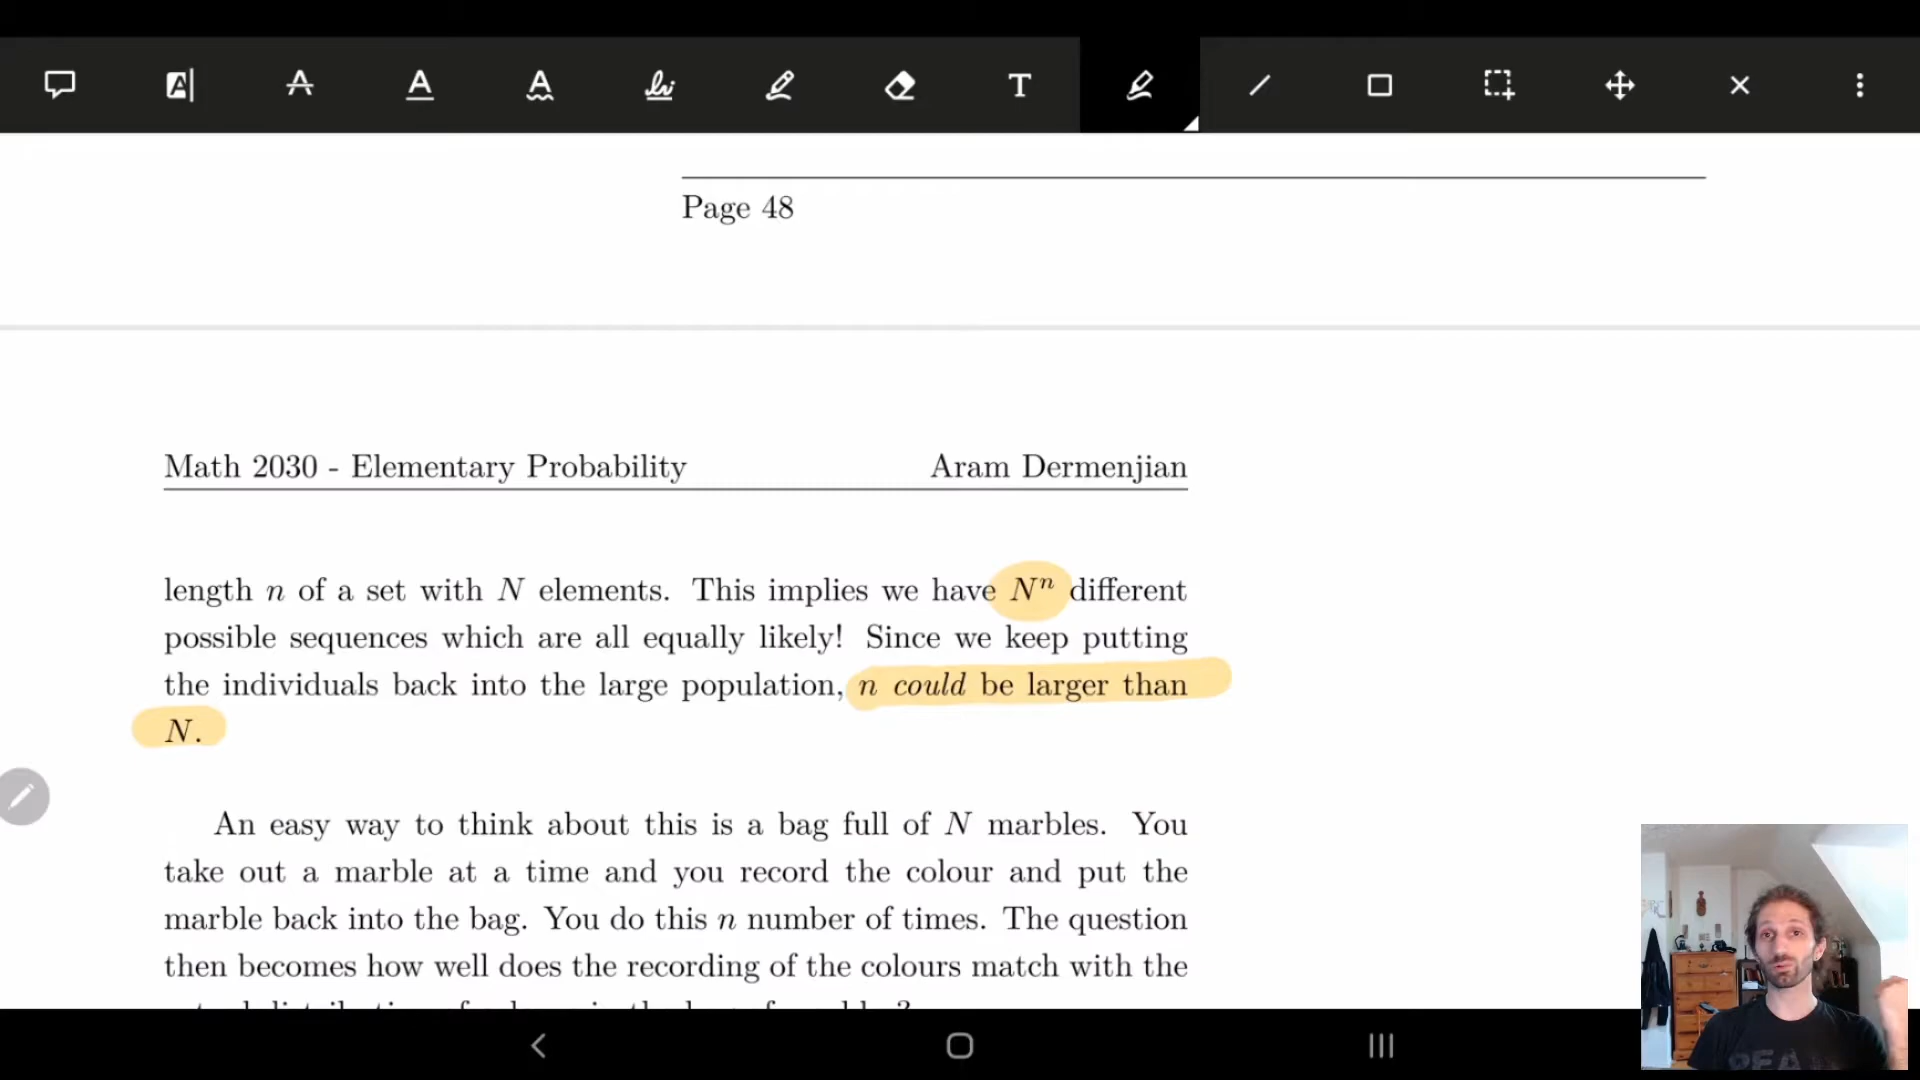 Page 48
Math 2030 - Elementary Probability Aram Dermenjian
length n of a set with N elements. This implies we have Nⁿ different
possible sequences which are all equally likely! Since we keep putting
the individuals back into the large population, n could be larger than
N.
An easy way to think about this is a bag full of N marbles. You
take out a marble at a time and you record the colour and put the
marble back into the bag. You do this n number of times. The question
then becomes how well does the recording of the colours match with the